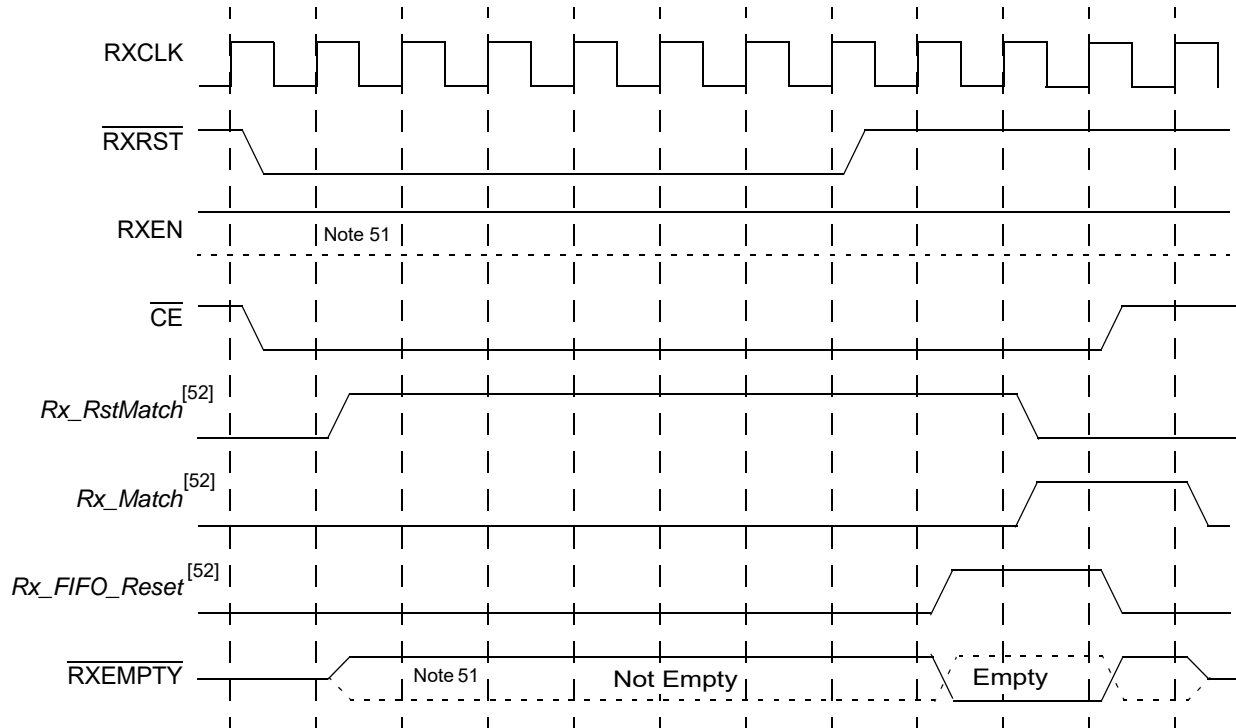 RXCLK
RXRST
RXEN
Note 51
CE
Rx_RstMatch[52]
Rx_Match[52]
Rx_FIFO_Reset[52]
RXEMPTY
Note 51
Not Empty
Empty